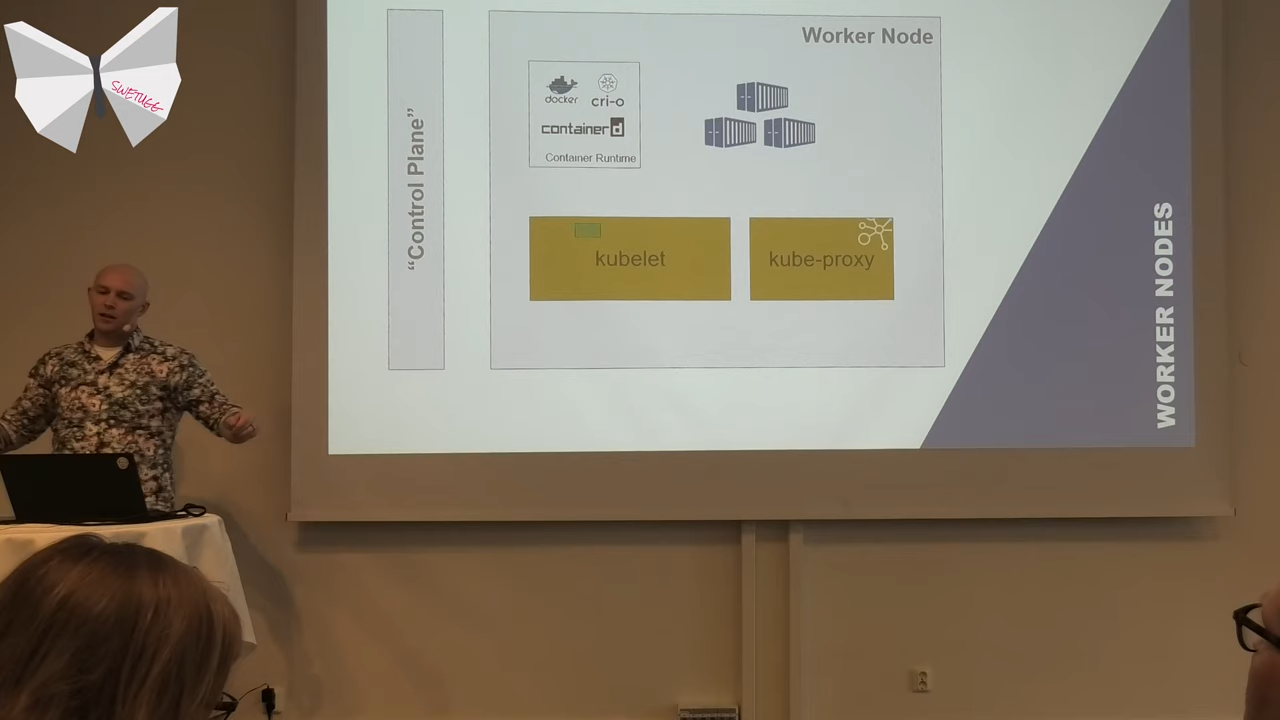 SWETUGG
"Control Plane"
Worker Node
docker
cri-o
containerd
Container Runtime
kubelet
kube-proxy
WORKER NODES